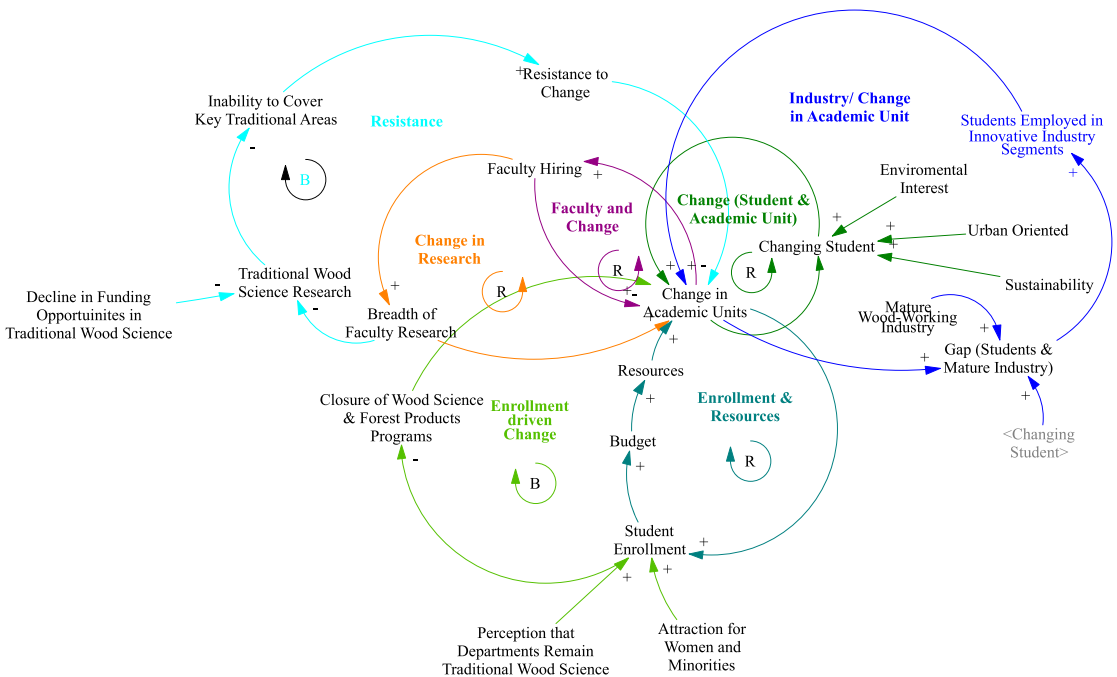 Resistance to
Change
Inability to Cover
Key Traditional Areas
Resistance
Industry/ Change
in Academic Unit
Students Employed in
Innovative Industry
Segments
B
Faculty Hiring
Enviromental
Interest
Faculty and
Change
Change (Student &
Academic Unit)
Urban Oriented
Changing Student
Change in
Research
R
R
R
Sustainability
Traditional Wood
Science Research
Decline in Funding
Opportuinites in
Traditional Wood Science
Change in
Academic Units
Breadth of
Faculty Research
Mature
Wood-Working
Industry
Gap (Students &
Mature Industry)
Resources
Closure of Wood Science
& Forest Products
Programs
Enrollment
driven
Change
Enrollment &
Resources
<Changing
Student>
Budget
R
B
Student
Enrollment
Perception that
Departments Remain
Traditional Wood Science
Attraction for
Women and
Minorities